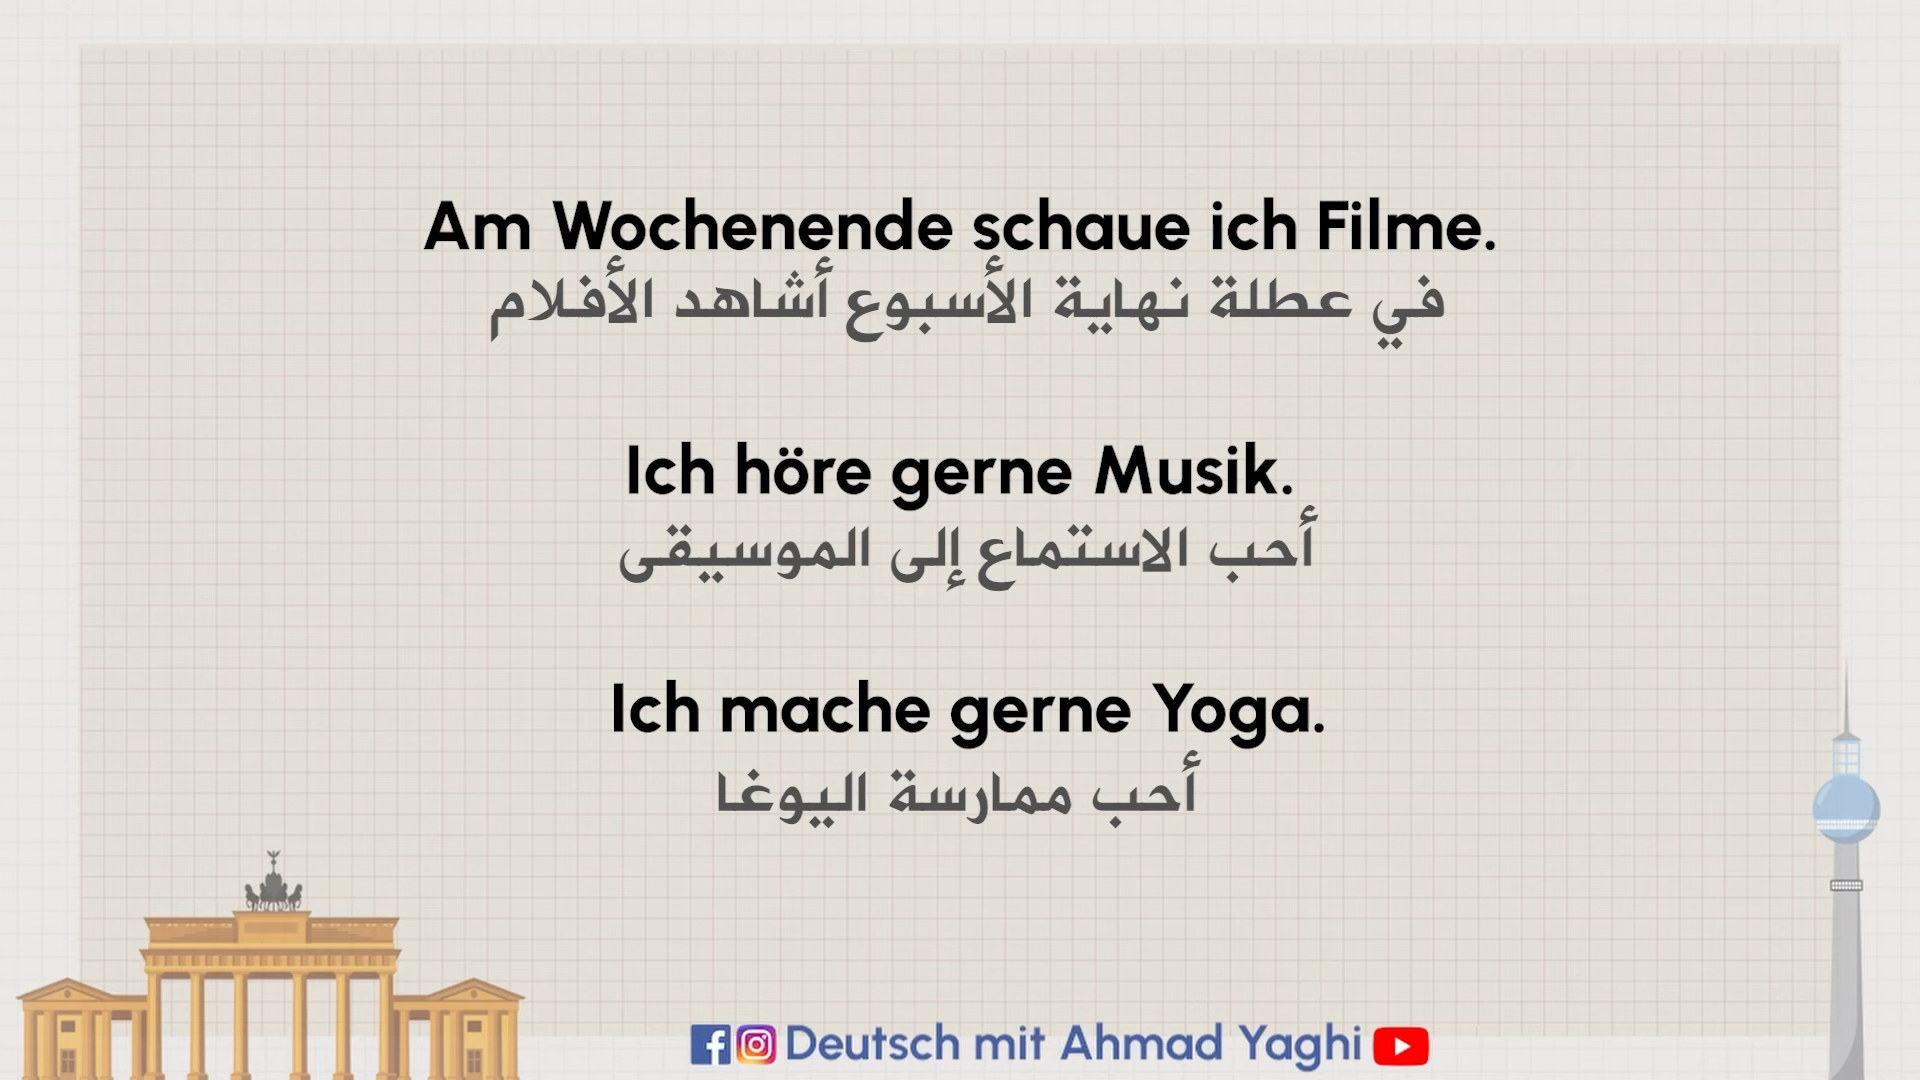 Am Wochenende schaue ich Filme.
في عطلة نهاية الأسبوع أشاهد الأفلام
Ich höre gerne Musik.
أحب الاستماع إلى الموسيقى
Ich mache gerne Yoga.
أحب ممارسة اليوغا
Deutsch mit Ahmad Yaghi